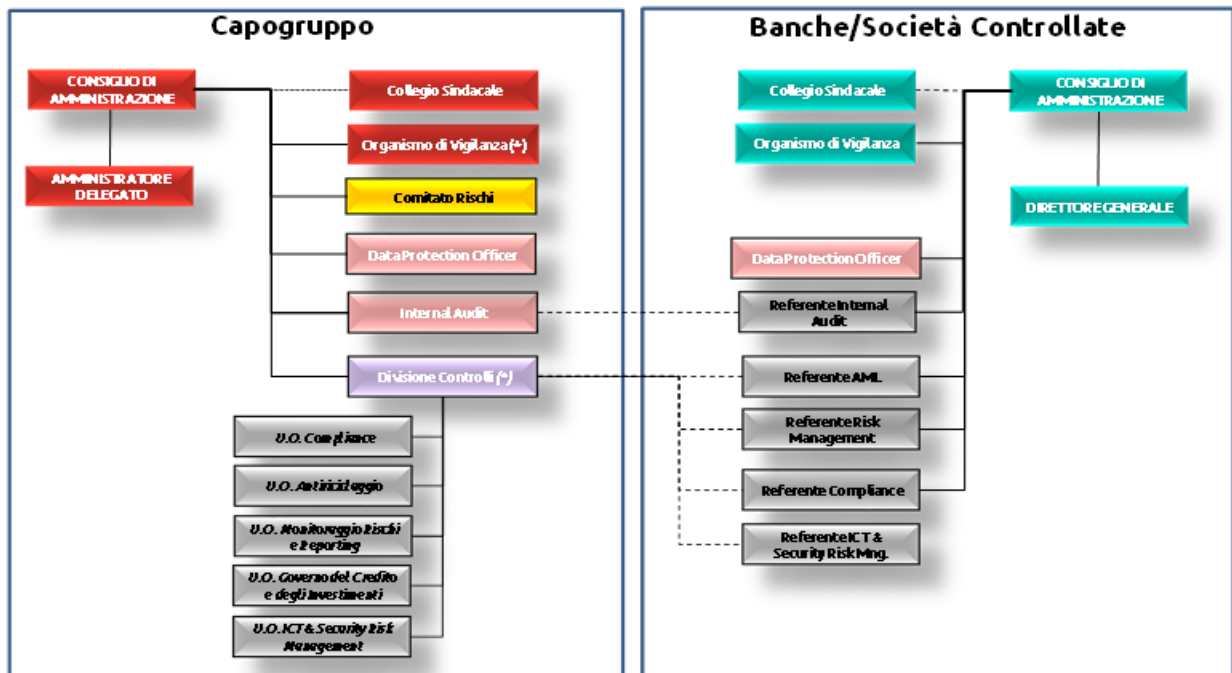 Capogruppo
CONSIGLIO DI
AMMINISTRAZIONE
AMMINISTRATORE
DELEGATO
Collegio Sindacale
Organismo di Vigilanza (*)
Comitato Rischi
Data Protection Officer
Internal Audit
Divisione Controlli (*)
U.O. Compliance
U.O. Antiriciclaggio
U.O. Monitoraggio Rischi
e Reporting
U.O. Governo del Credito
e degli Investimenti
U.O. ICT & Security Risk
Management
Banche/Società Controllate
Collegio Sindacale
Organismo di Vigilanza
CONSIGLIO DI
AMMINISTRAZIONE
DIRETTORE GENERALE
Data Protection Officer
Referente Internal
Audit
Referente AML
Referente Risk
Management
Referente Compliance
Referente ICT &
Security Risk Mng.